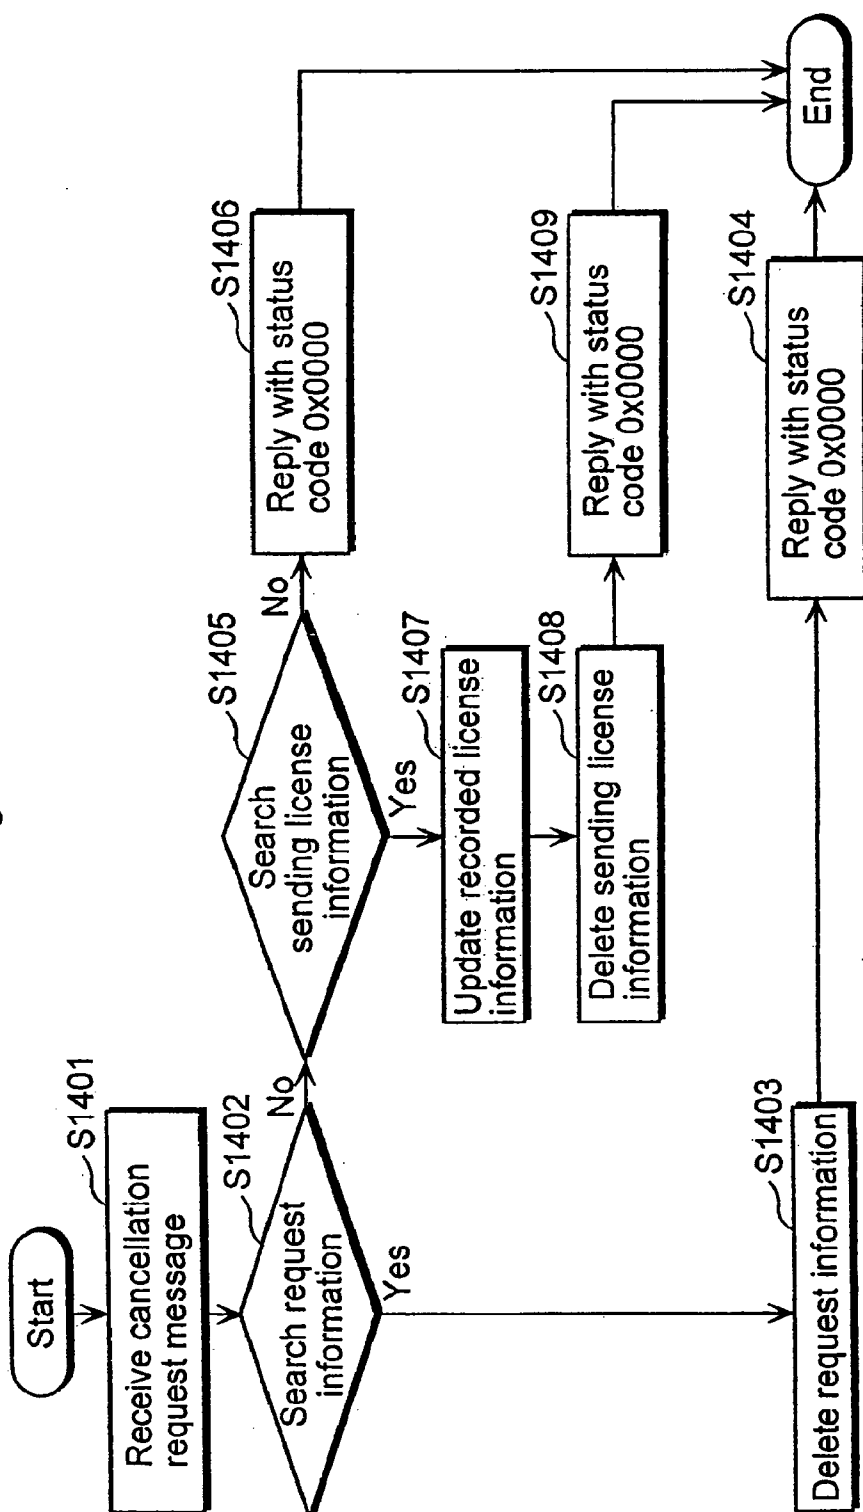 Start
Receive cancellation
request message
S1401
Search request
information
S1402
No
Yes
Search
sending license
information
S1405
No
Yes
Reply with status
code 0x0000
S1406
Update recorded license
information
S1407
Delete sending license
information
S1408
Reply with status
code 0x0000
S1409
Delete request information
S1403
Reply with status
code 0x0000
S1404
End